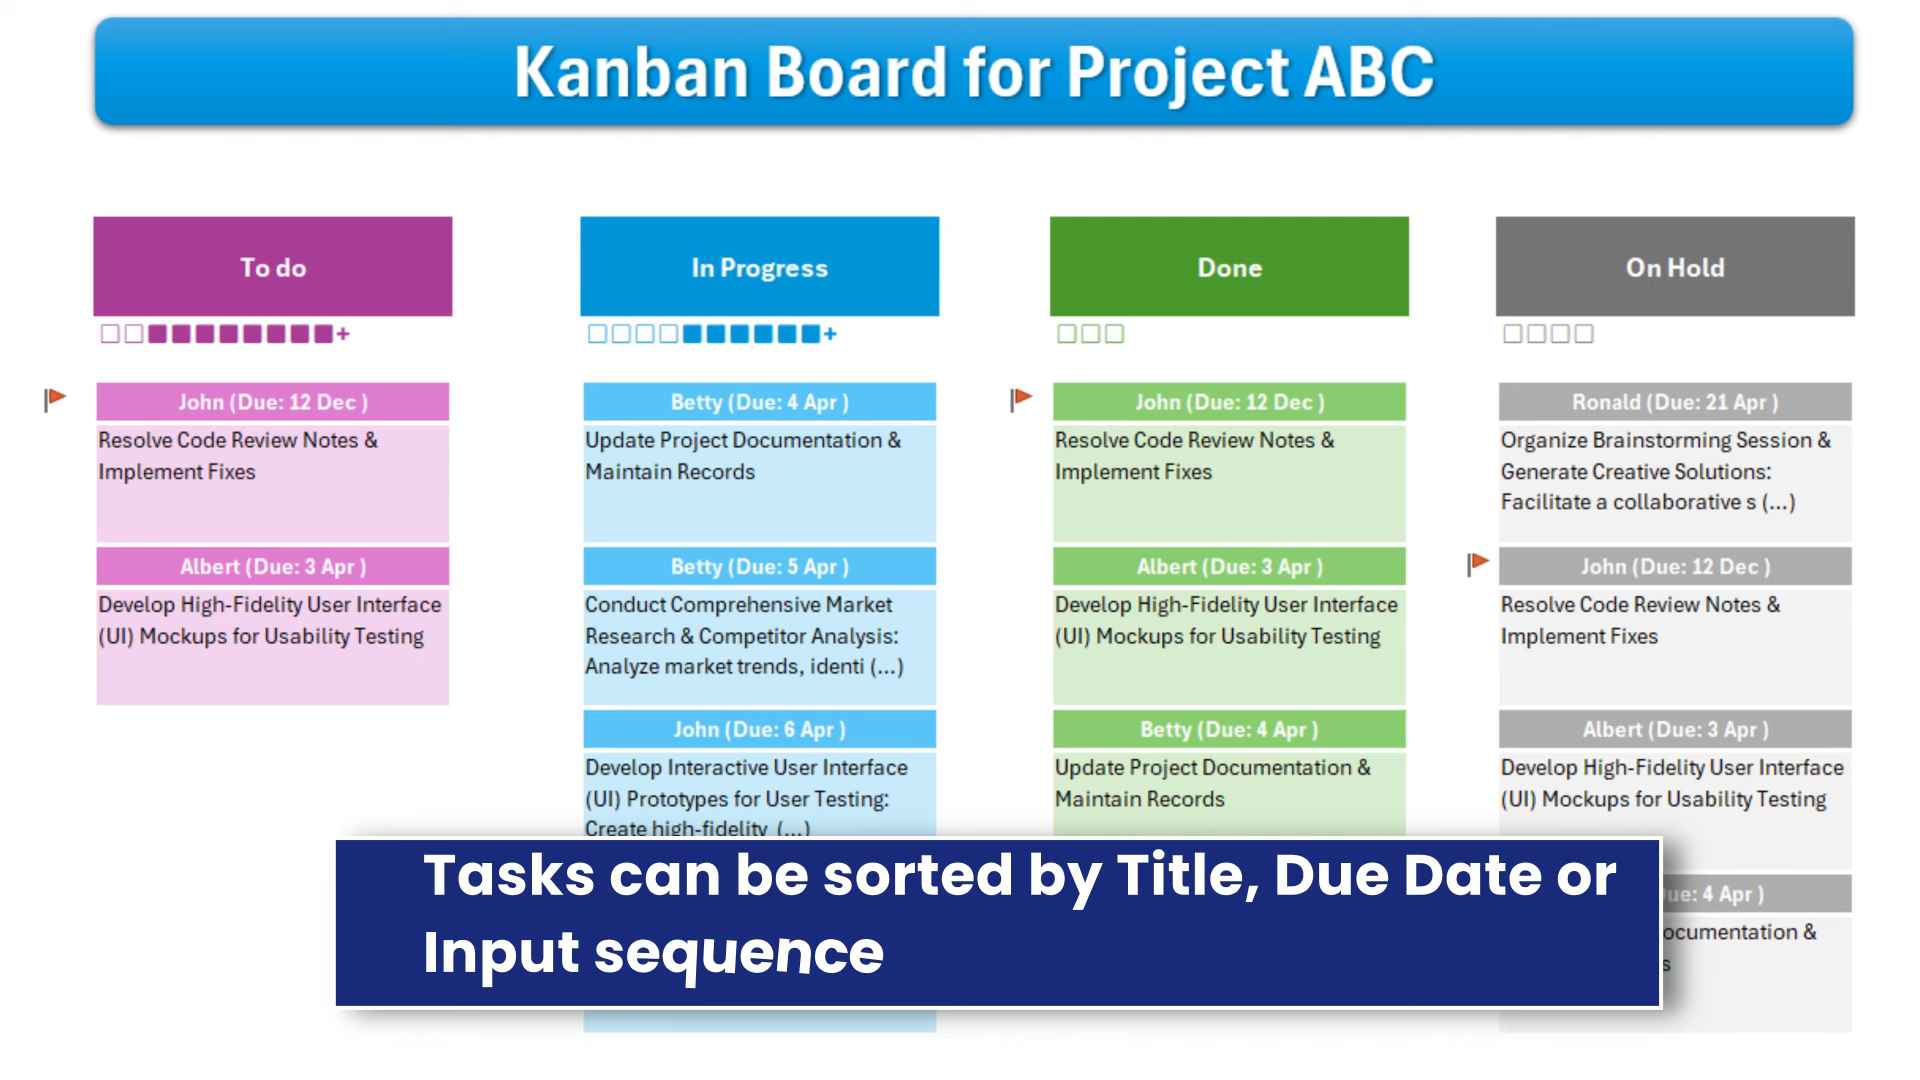 Kanban Board for Project ABC
To do
John (Due: 12 Dec )
Resolve Code Review Notes &
Implement Fixes
Albert (Due: 3 Apr )
Develop High-Fidelity User Interface
(UI) Mockups for Usability Testing
In Progress
Betty (Due: 4 Apr )
Update Project Documentation &
Maintain Records
Betty (Due: 5 Apr )
Conduct Comprehensive Market
Research & Competitor Analysis:
Analyze market trends, identi (...)
John (Due: 6 Apr )
Develop Interactive User Interface
(UI) Prototypes for User Testing:
Create high-fidelity (...)
Done
John (Due: 12 Dec )
Resolve Code Review Notes &
Implement Fixes
Albert (Due: 3 Apr )
Develop High-Fidelity User Interface
(UI) Mockups for Usability Testing
Betty (Due: 4 Apr )
Update Project Documentation &
Maintain Records
On Hold
Ronald (Due: 21 Apr )
Organize Brainstorming Session &
Generate Creative Solutions:
Facilitate a collaborative s (...)
John (Due: 12 Dec )
Resolve Code Review Notes &
Implement Fixes
Albert (Due: 3 Apr )
Develop High-Fidelity User Interface
(UI) Mockups for Usability Testing
4 Apr )
&
Tasks can be sorted by Title, Due Date or
Input sequence